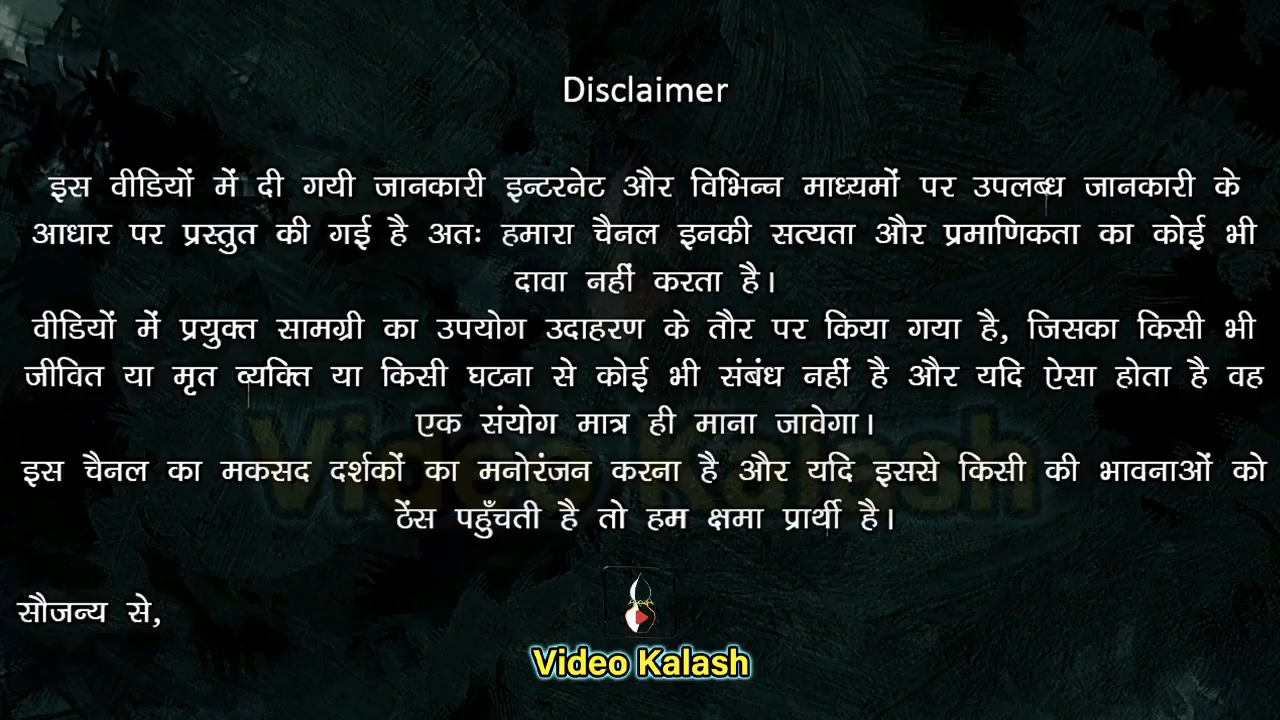 Disclaimer
इस वीडियों में दी गयी जानकारी इन्टरनेट और विभिन्न माध्यमों पर उपलब्ध जानकारी के
आधार पर प्रस्तुत की गई है अतः हमारा चैनल इनकी सत्यता और प्रमाणिकता का कोई भी
दावा नहीं करता है।
वीडियों में प्रयुक्त सामग्री का उपयोग उदाहरण के तौर पर किया गया है, जिसका किसी भी
जीवित या मृत व्यक्ति या किसी घटना से कोई भी संबंध नहीं है और यदि ऐसा होता है वह
एक संयोग मात्र ही माना जावेगा।
इस चैनल का मकसद दर्शकों का मनोरंजन करना है और यदि इससे किसी की भावनाओं को
ठेंस पहुँचती है तो हम क्षमा प्रार्थी है।
सौजन्य से,
Video Kalash
Video Kalash